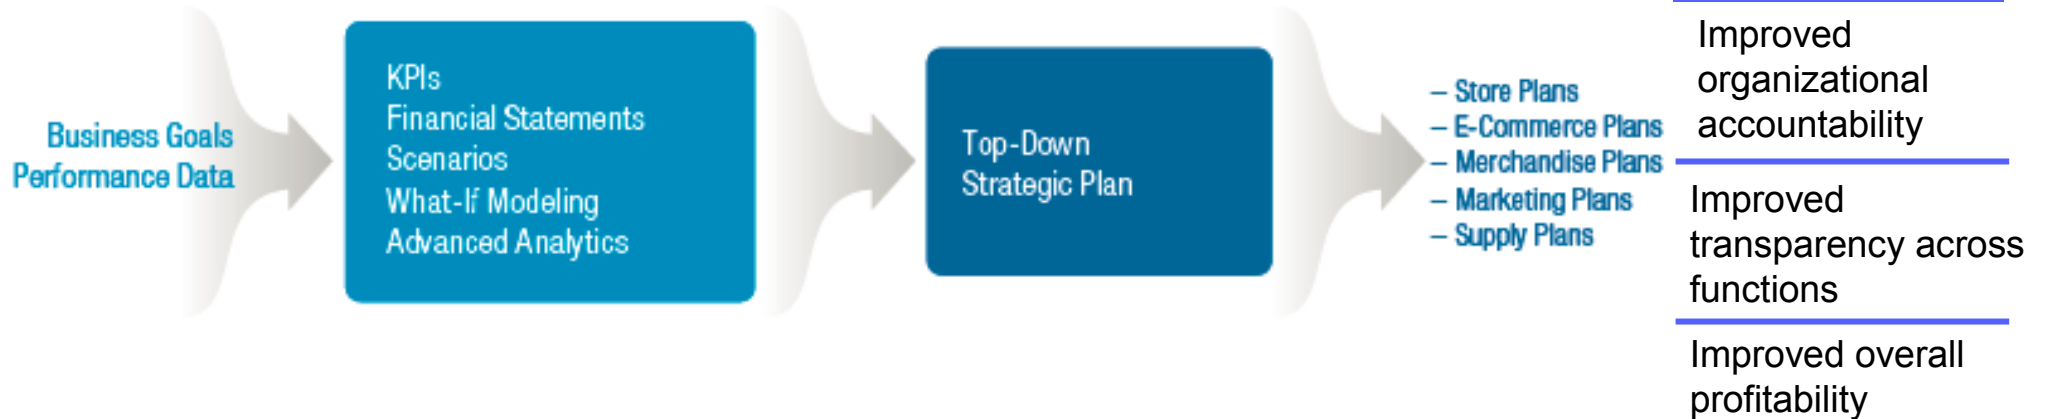 Business Goals
Performance Data
KPIs
Financial Statements
Scenarios
What-If Modeling
Advanced Analytics
Top-Down
Strategic Plan
– Store Plans
– E-Commerce Plans
– Merchandise Plans
– Marketing Plans
– Supply Plans
Improved
organizational
accountability
Improved
transparency across
functions
Improved overall
profitability